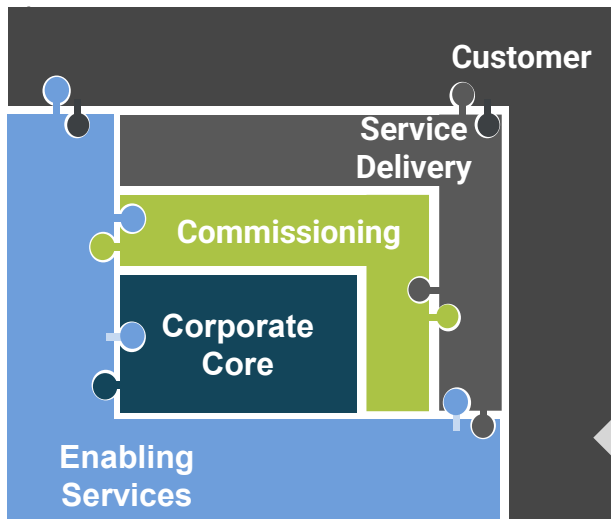 Customer
Service
Delivery
Commissioning
Corporate
Core
Enabling
Services